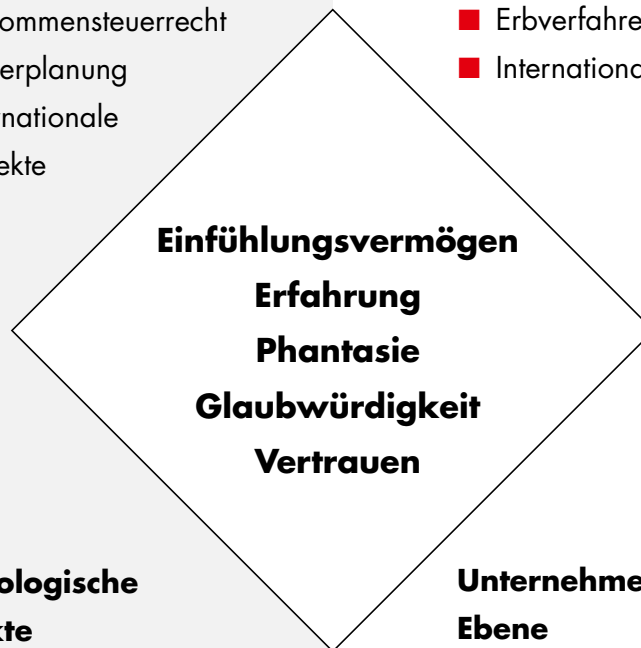 ommensteuerrecht
erplanung
nationale
ekte
Erbverfahre
Internationa
Einfühlungsvermögen
Erfahrung
Phantasie
Glaubwürdigkeit
Vertrauen
ologische
kte
Unternehme
Ebene